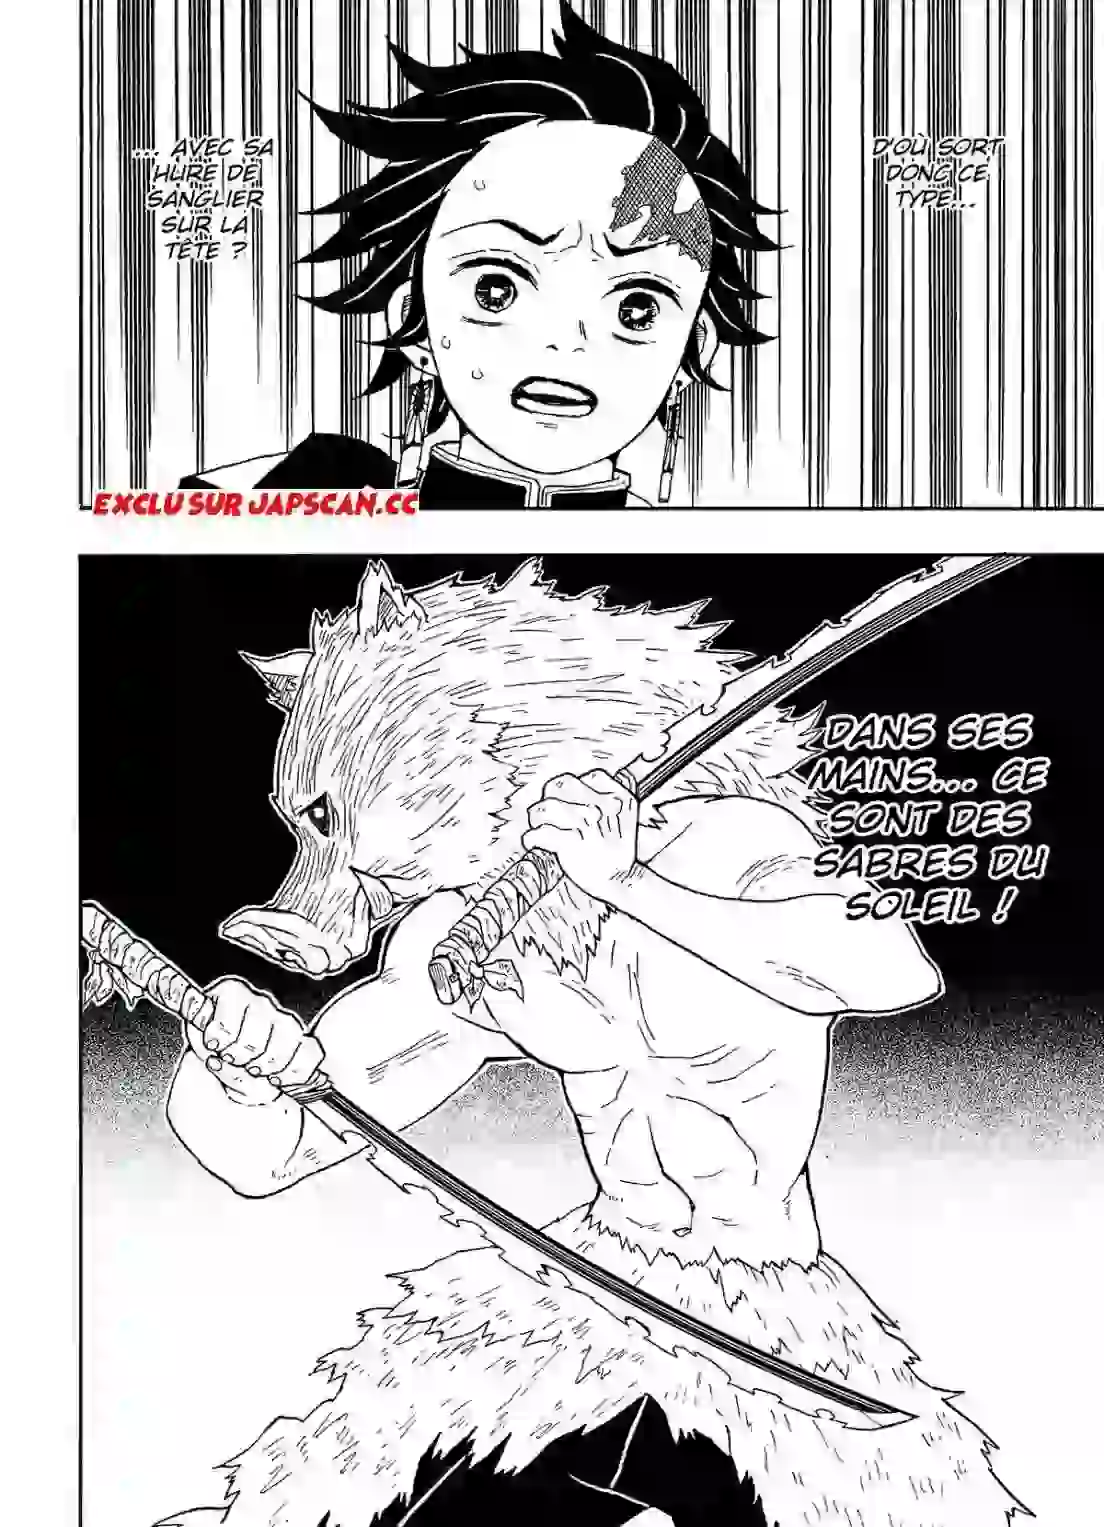 D'OÙ SORT
DONC CE
TYPE...
... AVEC SA
HURE DE
SANGLIER
SUR LA
TÊTE ?
EXCLU SUR JAPSCAN.CC
DANS SES
MAINS... CE
SONT DES
SABRES DU
SOLEIL !